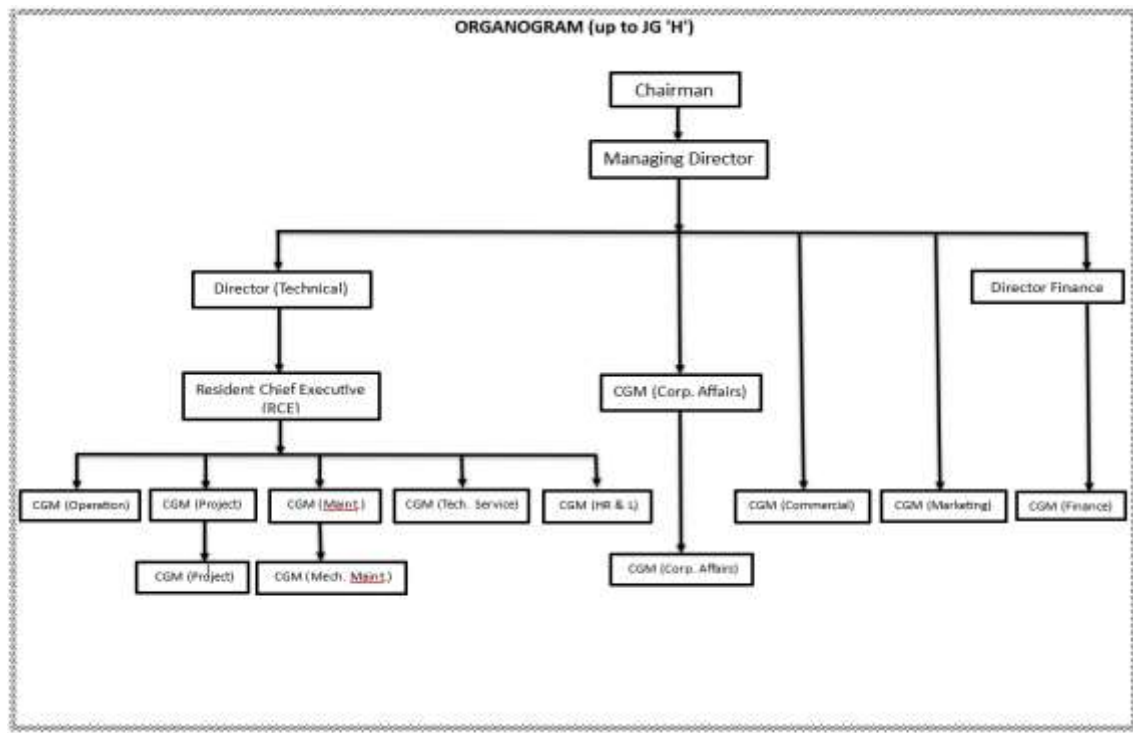 ORGANOGRAM (up to JG 'H')
Chairman
Managing Director
Director (Technical)
Director Finance
Resident Chief Executive
(RCE)
CGM (Corp. Affairs)
CGM (Operation)
CGM (Project)
CGM (Maint.)
CGM (Tech. Service)
CGM (HR & L)
CGM (Commercial)
CGM (Marketing)
CGM (Finance)
CGM (Project)
CGM (Mech. Maint.)
CGM (Corp. Affairs)